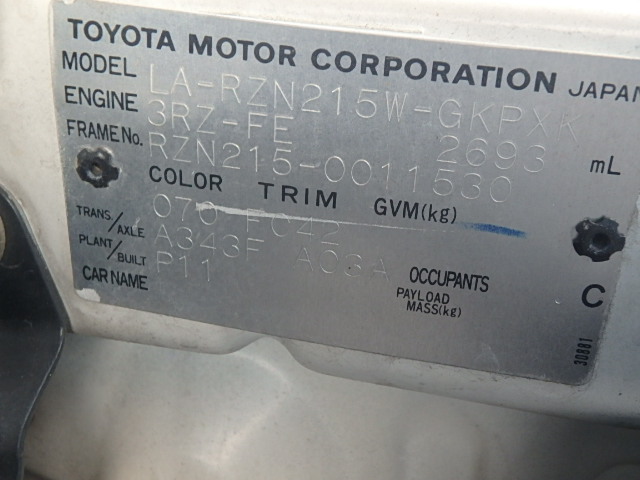 TOYOTA MOTOR CORPORATION JAPAN
MODEL LA-RZN215W-GKPXK
ENGINE 3RZ-FE 2693 mL
FRAME No. RZN215-0011530
COLOR TRIM GVM(kg)
070 FC42
TRANS/AXLE A343F A03A
PLANT/BUILT P11
OCCUPANTS
CAR NAME
PAYLOAD MASS(kg)
C
30881